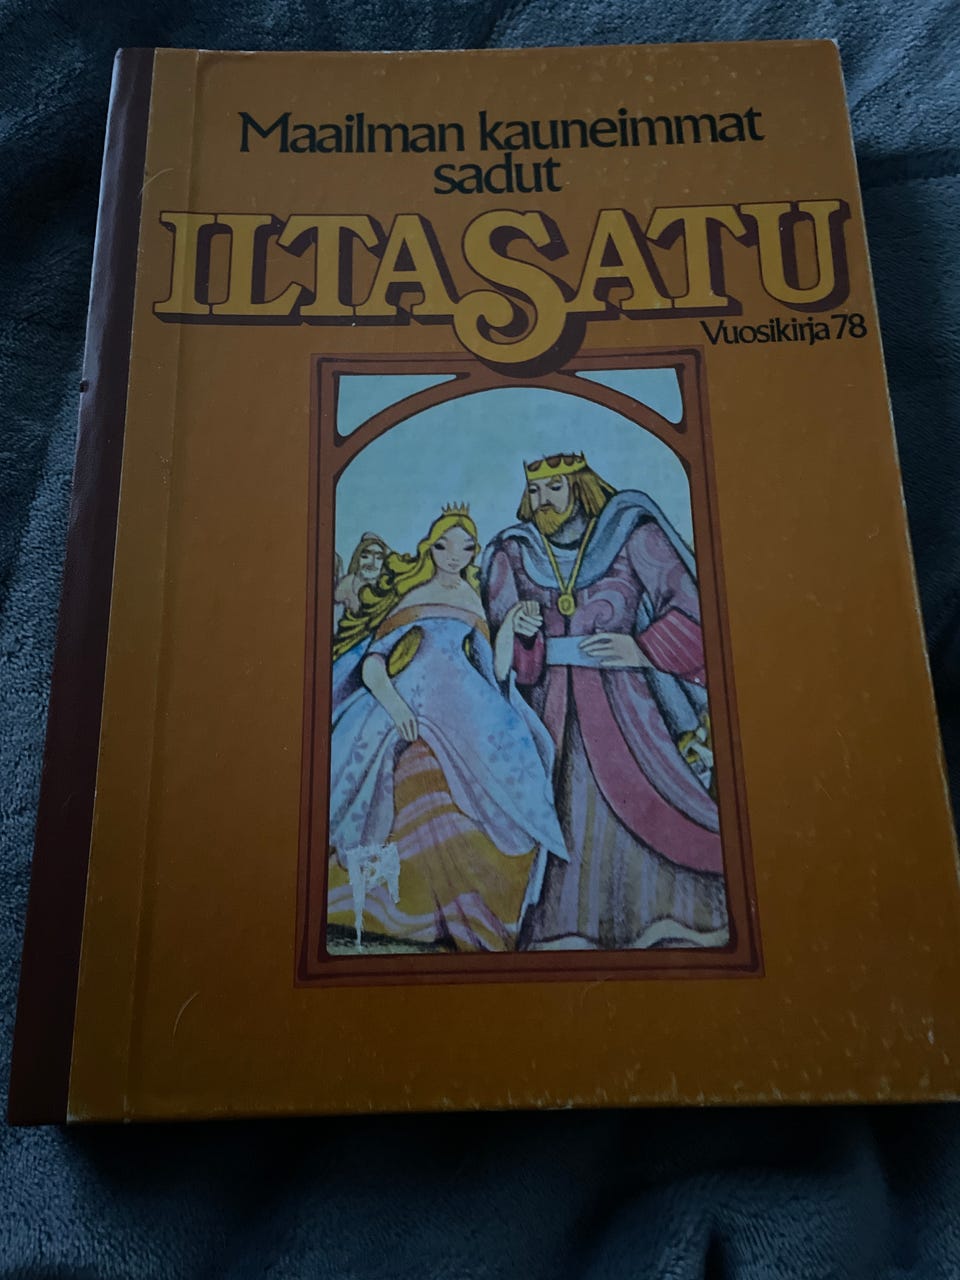 Maailman kauneimmat
sadut
ILTASATU
Vuosikirja 78